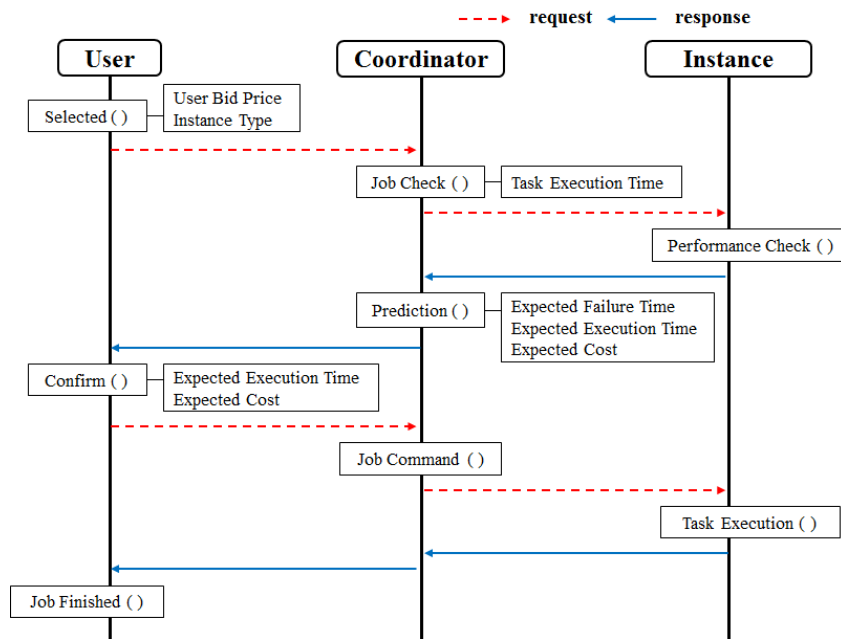 request
response
User
Coordinator
Instance
Selected ( )
User Bid Price
Instance Type
Job Check ( )
Task Execution Time
Performance Check ( )
Prediction ( )
Expected Failure Time
Expected Execution Time
Expected Cost
Confirm ( )
Expected Execution Time
Expected Cost
Job Command ( )
Task Execution ( )
Job Finished ( )